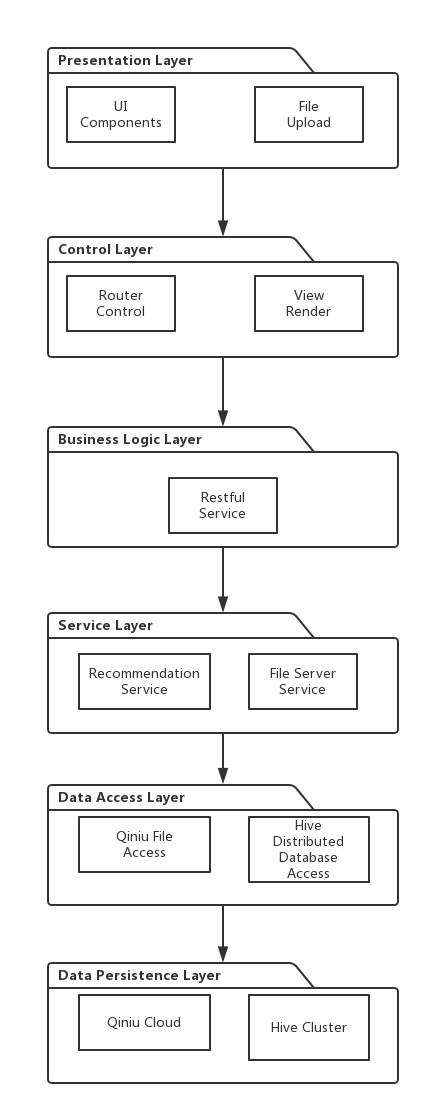 Presentation Layer
UI
Components
File
Upload
Control Layer
Router
Control
View
Render
Business Logic Layer
Restful
Service
Service Layer
Recommendation
Service
File Server
Service
Data Access Layer
Qiniu File
Access
Hive
Distributed
Database
Access
Data Persistence Layer
Qiniu Cloud
Hive Cluster